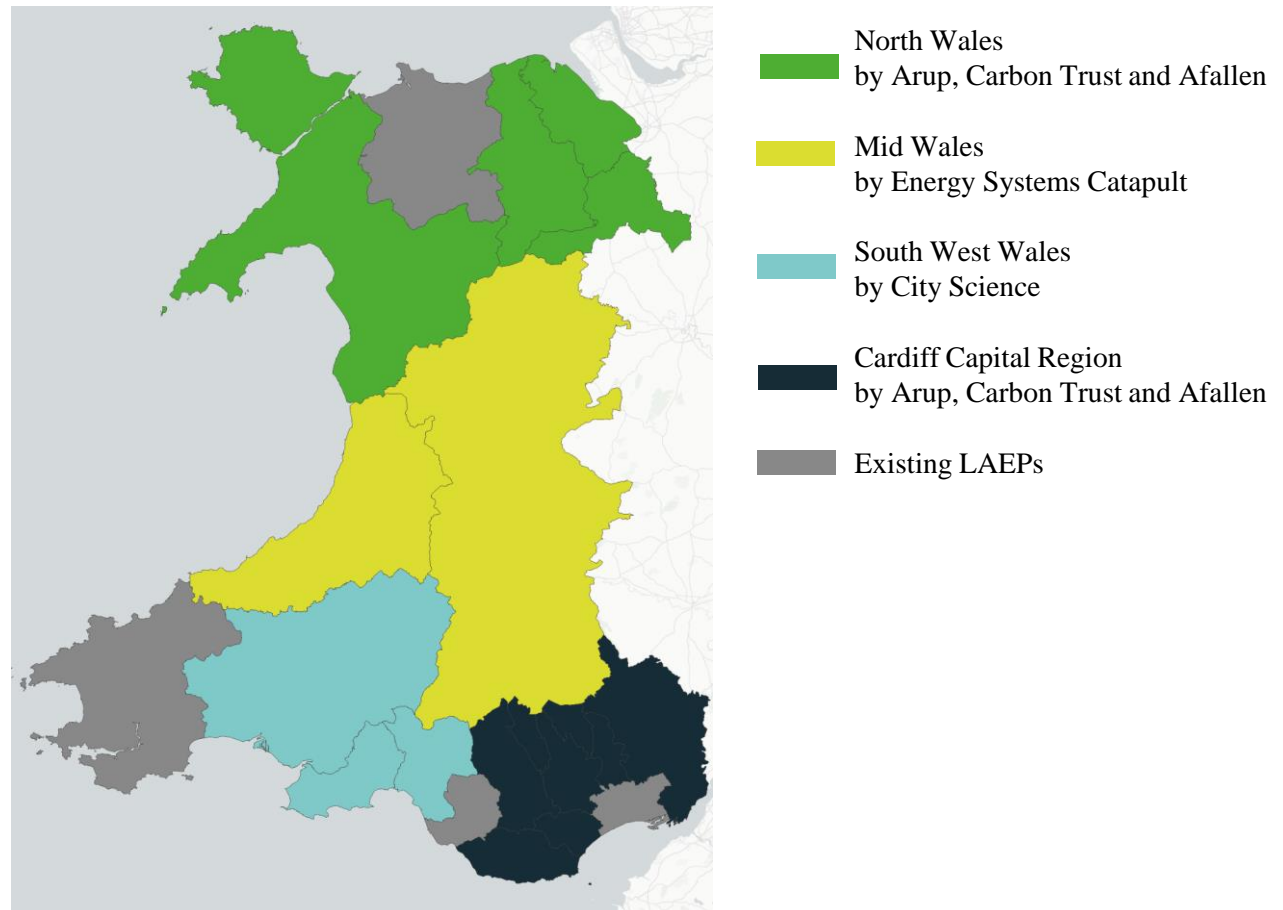 North Wales
by Arup, Carbon Trust and Afallen
Mid Wales
by Energy Systems Catapult
South West Wales
by City Science
Cardiff Capital Region
by Arup, Carbon Trust and Afallen
Existing LAEPs